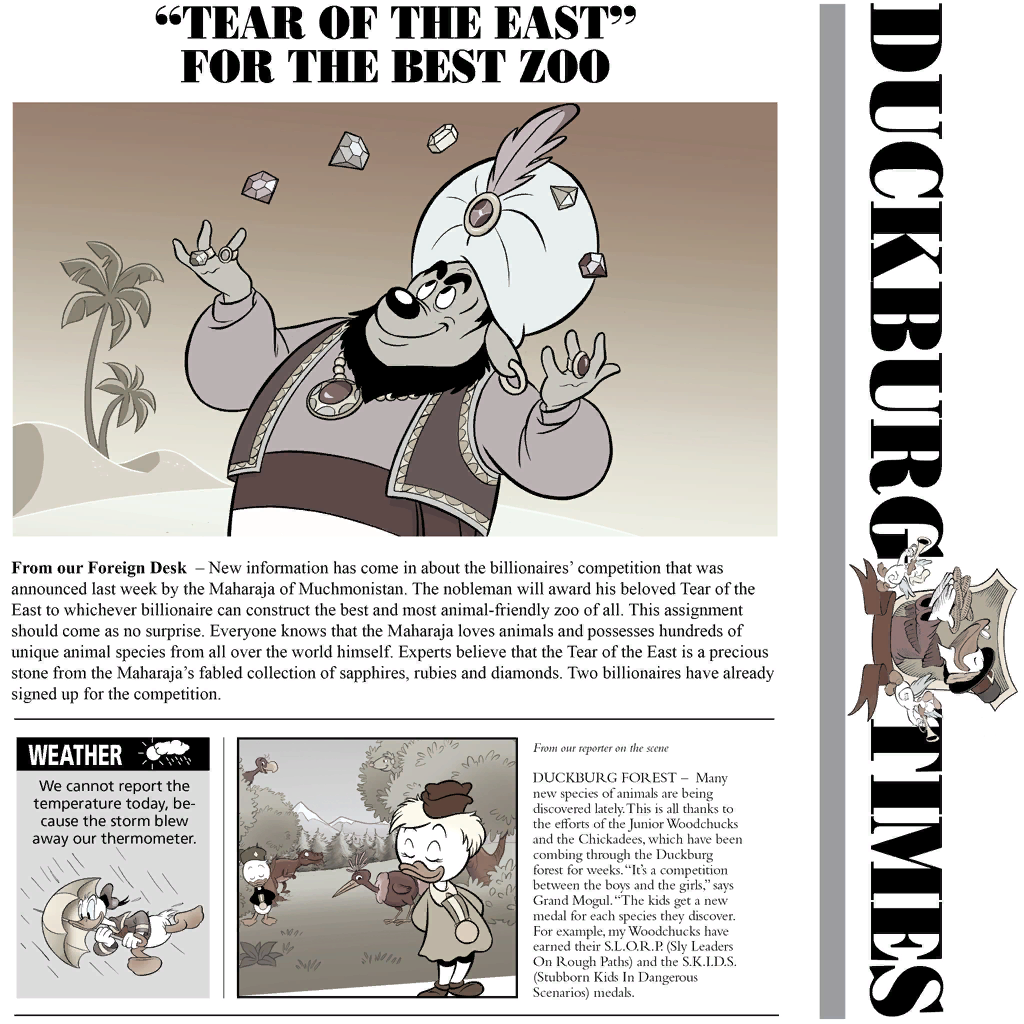 “TEAR OF THE EAST”
FOR THE BEST ZOO
From our Foreign Desk – New information has come in about the billionaires’ competition that was
announced last week by the Maharaja of Muchmonistan. The nobleman will award his beloved Tear of the
East to whichever billionaire can construct the best and most animal-friendly zoo of all. This assignment
should come as no surprise. Everyone knows that the Maharaja loves animals and possesses hundreds of
unique animal species from all over the world himself. Experts believe that the Tear of the East is a precious
stone from the Maharaja’s fabled collection of sapphires, rubies and diamonds. Two billionaires have already
signed up for the competition.
WEATHER
We cannot report the
temperature today, be-
cause the storm blew
away our thermometer.
From our reporter on the scene
DUCKBURG FOREST – Many
new species of animals are being
discovered lately. This is all thanks to
the efforts of the Junior Woodchucks
and the Chickadees, which have been
combing through the Duckburg
forest for weeks. “It’s a competition
between the boys and the girls,” says
Grand Mogul. “The kids get a new
medal for each species they discover.
For example, my Woodchucks have
earned their S.L.O.R.P. (Sly Leaders
On Rough Paths) and the S.K.I.D.S.
(Stubborn Kids In Dangerous
Scenarios) medals.
DUCKBURG TIMES